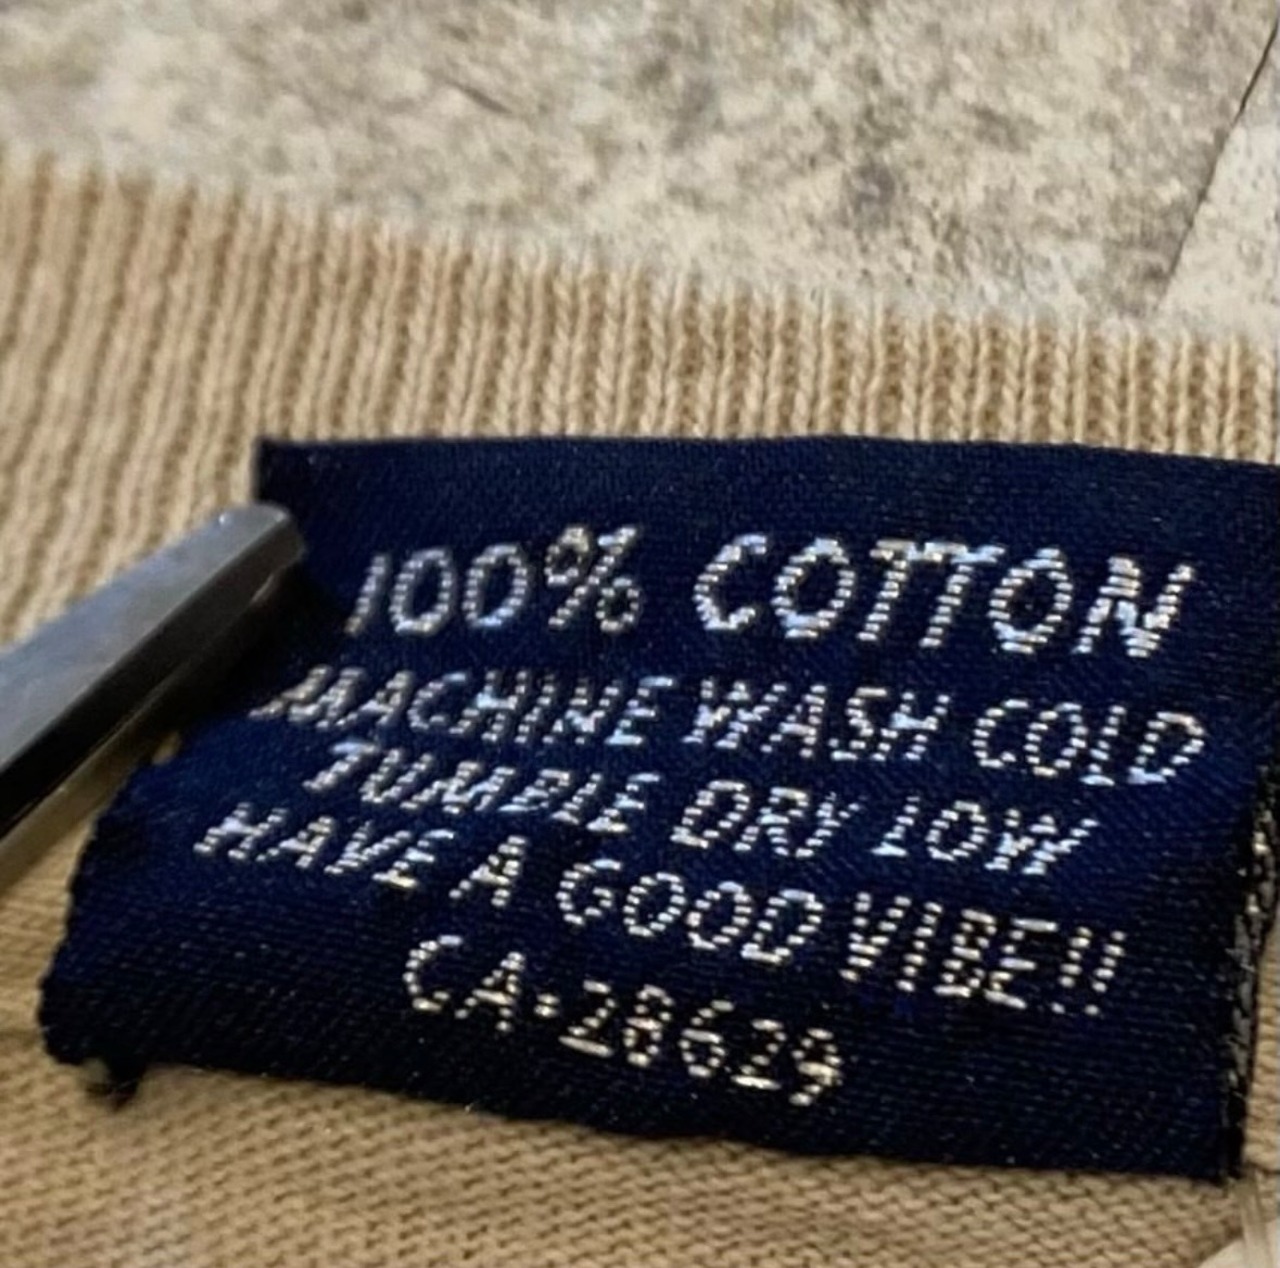 100% COTTON
MACHINE WASH COLD
TUMBLE DRY LOW
HAVE A GOOD VIBE!!
CA·28629